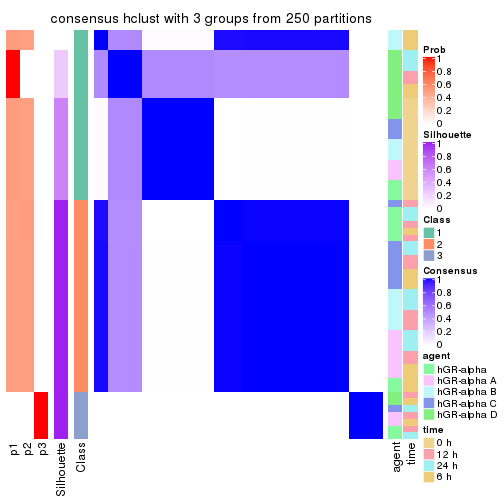 consensus hclust with 3 groups from 250 partitions
Prob
1
0.8
0.6
0.4
0.2
0
Silhouette
1
0.8
0.6
0.4
0.2
0
Class
1
2
3
Consensus
1
0.8
0.6
0.4
0.2
0
agent
hGR-alpha
hGR-alpha A
hGR-alpha B
hGR-alpha C
hGR-alpha D
time
0 h
12 h
24 h
6 h
p1
p2
p3
Silhouette
Class
agent
time